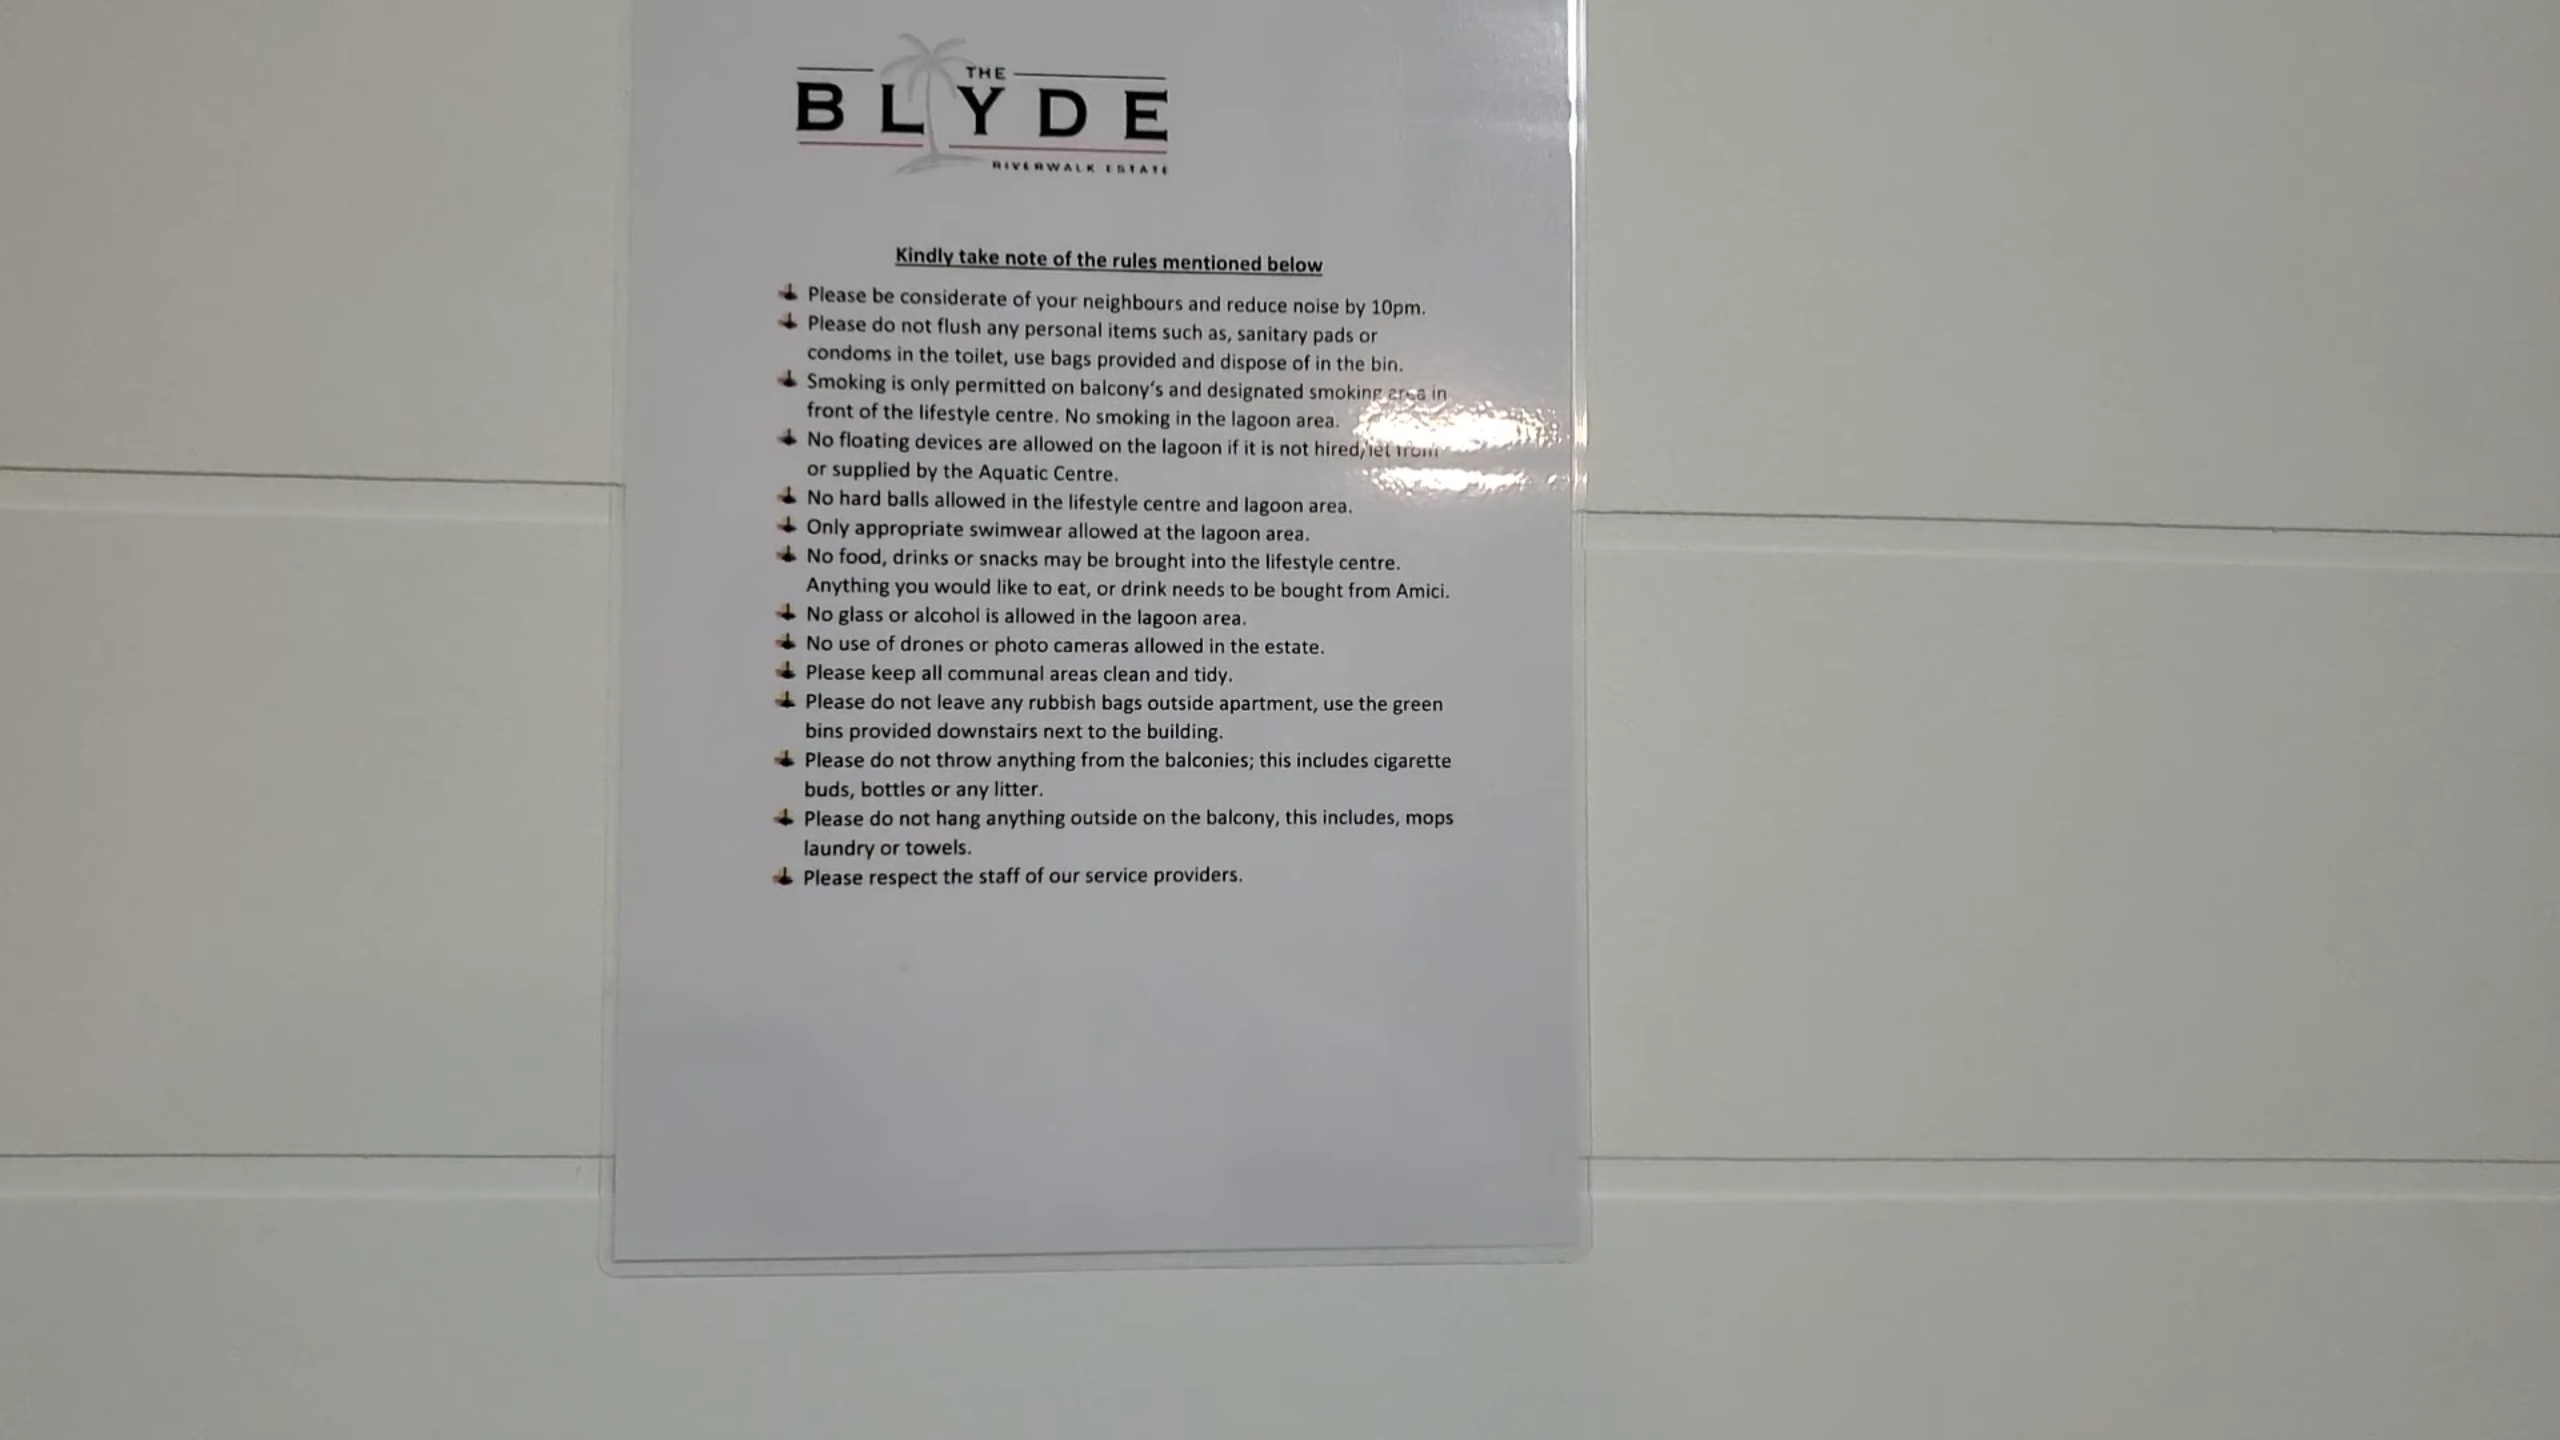 THE
BLYDE
RIVERWALK ESTATE
Kindly take note of the rules mentioned below
Please be considerate of your neighbours and reduce noise by 10pm.
Please do not flush any personal items such as, sanitary pads or
condoms in the toilet, use bags provided and dispose of in the bin.
Smoking is only permitted on balcony's and designated smoking area in
front of the lifestyle centre. No smoking in the lagoon area.
No floating devices are allowed on the lagoon if it is not hired/let from
or supplied by the Aquatic Centre.
No hard balls allowed in the lifestyle centre and lagoon area.
Only appropriate swimwear allowed at the lagoon area.
No food, drinks or snacks may be brought into the lifestyle centre.
Anything you would like to eat, or drink needs to be bought from Amici.
No glass or alcohol is allowed in the lagoon area.
No use of drones or photo cameras allowed in the estate.
Please keep all communal areas clean and tidy.
Please do not leave any rubbish bags outside apartment, use the green
bins provided downstairs next to the building.
Please do not throw anything from the balconies; this includes cigarette
buds, bottles or any litter.
Please do not hang anything outside on the balcony, this includes, mops
laundry or towels.
Please respect the staff of our service providers.